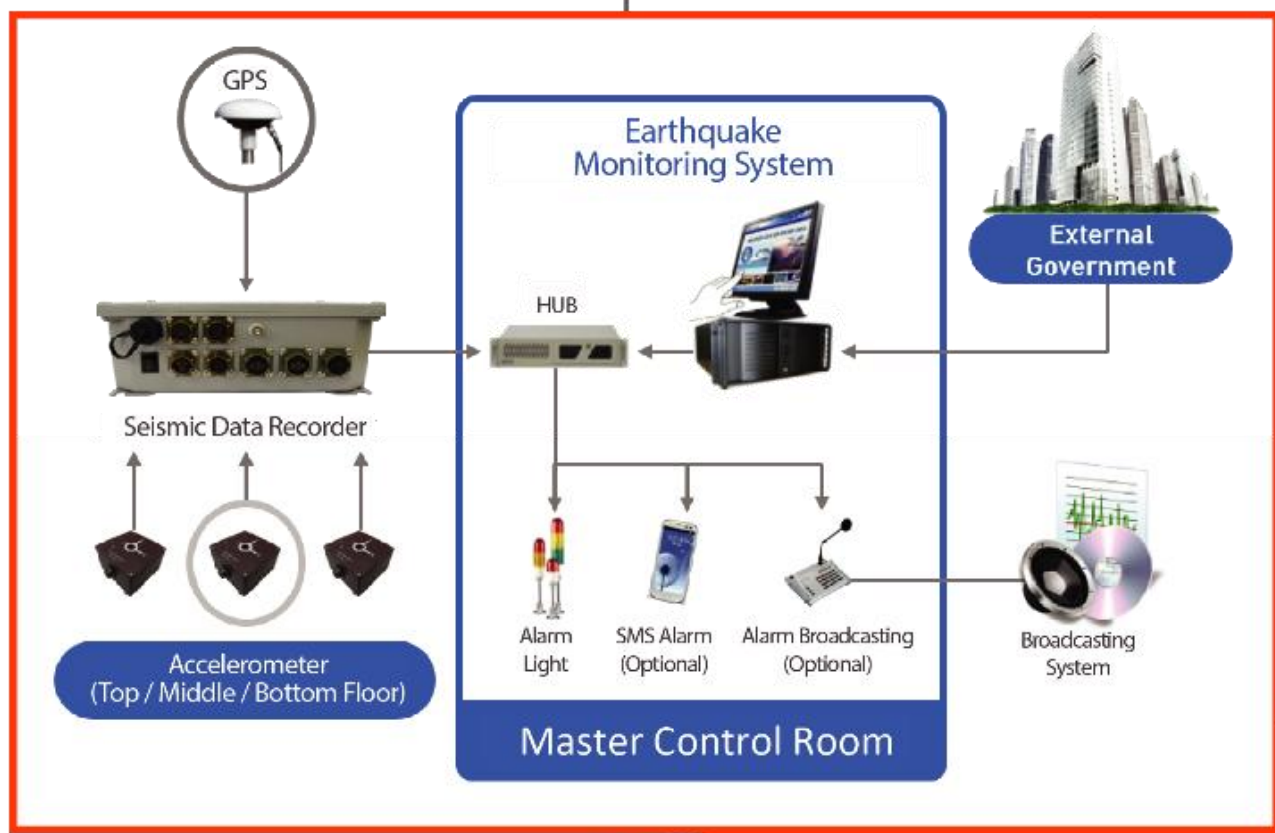 GPS
Earthquake
Monitoring System
External
Government
HUB
Seismic Data Recorder
Accelerometer
(Top / Middle / Bottom Floor)
Alarm
Light
SMS Alarm
(Optional)
Alarm Broadcasting
(Optional)
Broadcasting
System
Master Control Room